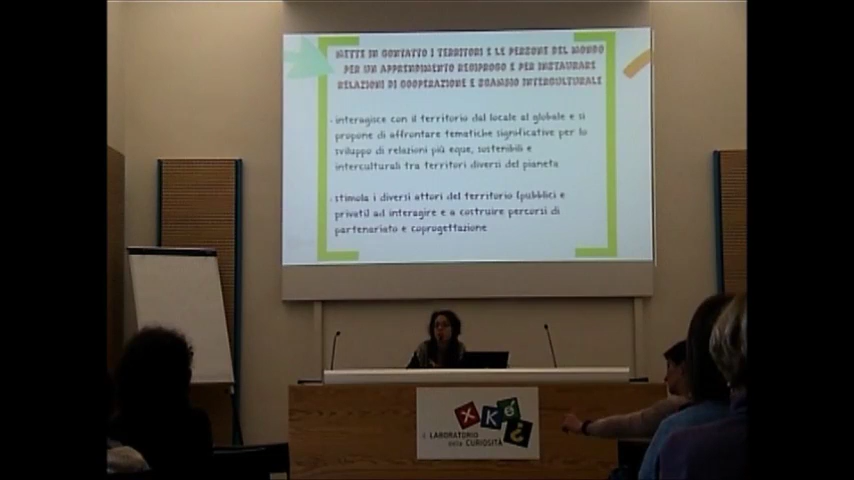 METTE IN CONTATTO I TERRITORI E LE PERSONE DEL MONDO
PER UN APPRENDIMENTO RECIPROCO E PER INSTAURARE
RELAZIONI DI COOPERAZIONE E SCAMBIO INTERCULTURALE
· interagisce con il territorio dal locale al globale e si
propone di affrontare tematiche significative per lo
sviluppo di relazioni più eque, sostenibili e
interculturali tra territori diversi del pianeta
· stimola i diversi attori del territorio (pubblici e
privati) ad interagire e a costruire percorsi di
partenariato e coprogettazione
X K é ¿
il LABORATORIO
della CURIOSITÀ